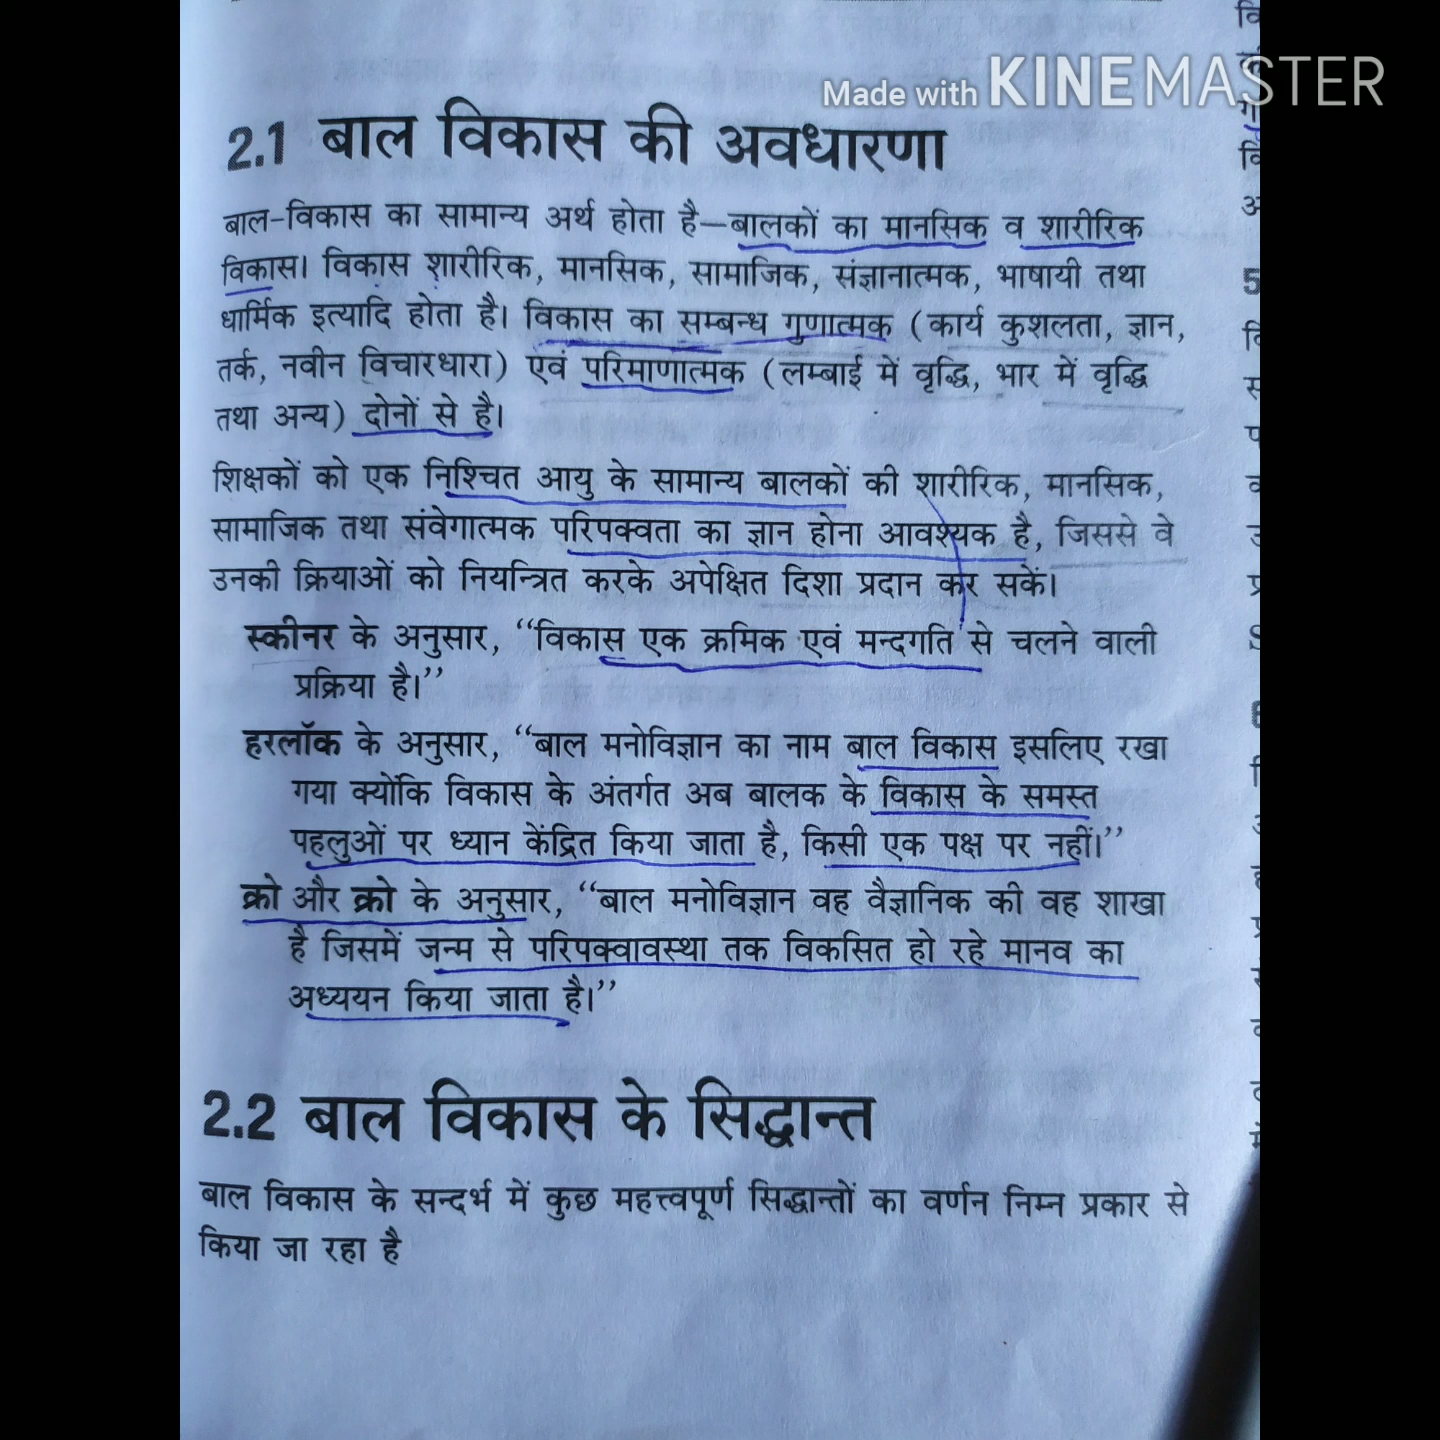 Made with KINEMASTER
2.1 बाल विकास की अवधारणा
बाल-विकास का सामान्य अर्थ होता है—बालकों का मानसिक व शारीरिक
विकास। विकास शारीरिक, मानसिक, सामाजिक, संज्ञानात्मक, भाषायी तथा
धार्मिक इत्यादि होता है। विकास का सम्बन्ध गुणात्मक (कार्य कुशलता, ज्ञान,
तर्क, नवीन विचारधारा) एवं परिमाणात्मक (लम्बाई में वृद्धि, भार में वृद्धि
तथा अन्य) दोनों से है।
शिक्षकों को एक निश्चित आयु के सामान्य बालकों की शारीरिक, मानसिक,
सामाजिक तथा संवेगात्मक परिपक्वता का ज्ञान होना आवश्यक है, जिससे वे
उनकी क्रियाओं को नियन्त्रित करके अपेक्षित दिशा प्रदान कर सकें।
स्कीनर के अनुसार, “विकास एक क्रमिक एवं मन्दगति से चलने वाली
प्रक्रिया है।”
हरलॉक के अनुसार, “बाल मनोविज्ञान का नाम बाल विकास इसलिए रखा
गया क्योंकि विकास के अंतर्गत अब बालक के विकास के समस्त
पहलुओं पर ध्यान केंद्रित किया जाता है, किसी एक पक्ष पर नहीं।”
क्रो और क्रो के अनुसार, “बाल मनोविज्ञान वह वैज्ञानिक की वह शाखा
है जिसमें जन्म से परिपक्वावस्था तक विकसित हो रहे मानव का
अध्ययन किया जाता है।”
2.2 बाल विकास के सिद्धान्त
बाल विकास के सन्दर्भ में कुछ महत्त्वपूर्ण सिद्धान्तों का वर्णन निम्न प्रकार से
किया जा रहा है